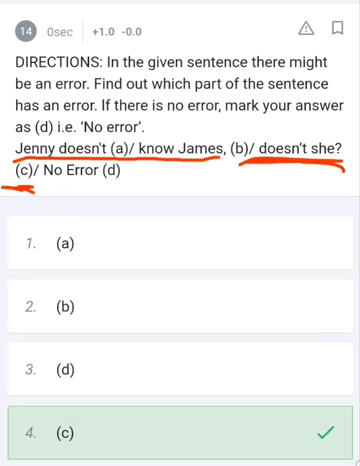 14 0sec +1.0 -0.0
DIRECTIONS: In the given sentence there might
be an error. Find out which part of the sentence
has an error. If there is no error, mark your answer
as (d) i.e. ‘No error’.
Jenny doesn't (a)/ know James, (b)/ doesn’t she?
(c)/ No Error (d)
1. (a)
2. (b)
3. (d)
4. (c)